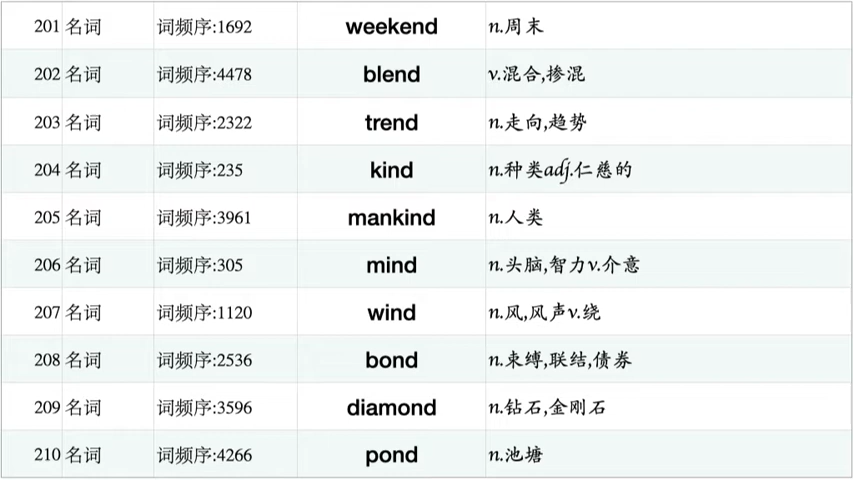 201 名词 词频序:1692 weekend n.周末
202 名词 词频序:4478 blend v.混合,掺混
203 名词 词频序:2322 trend n.走向,趋势
204 名词 词频序:235 kind n.种类adj.仁慈的
205 名词 词频序:3961 mankind n.人类
206 名词 词频序:305 mind n.头脑,智力v.介意
207 名词 词频序:1120 wind n.风,风声v.绕
208 名词 词频序:2536 bond n.束缚,联结,债券
209 名词 词频序:3596 diamond n.钻石,金刚石
210 名词 词频序:4266 pond n.池塘